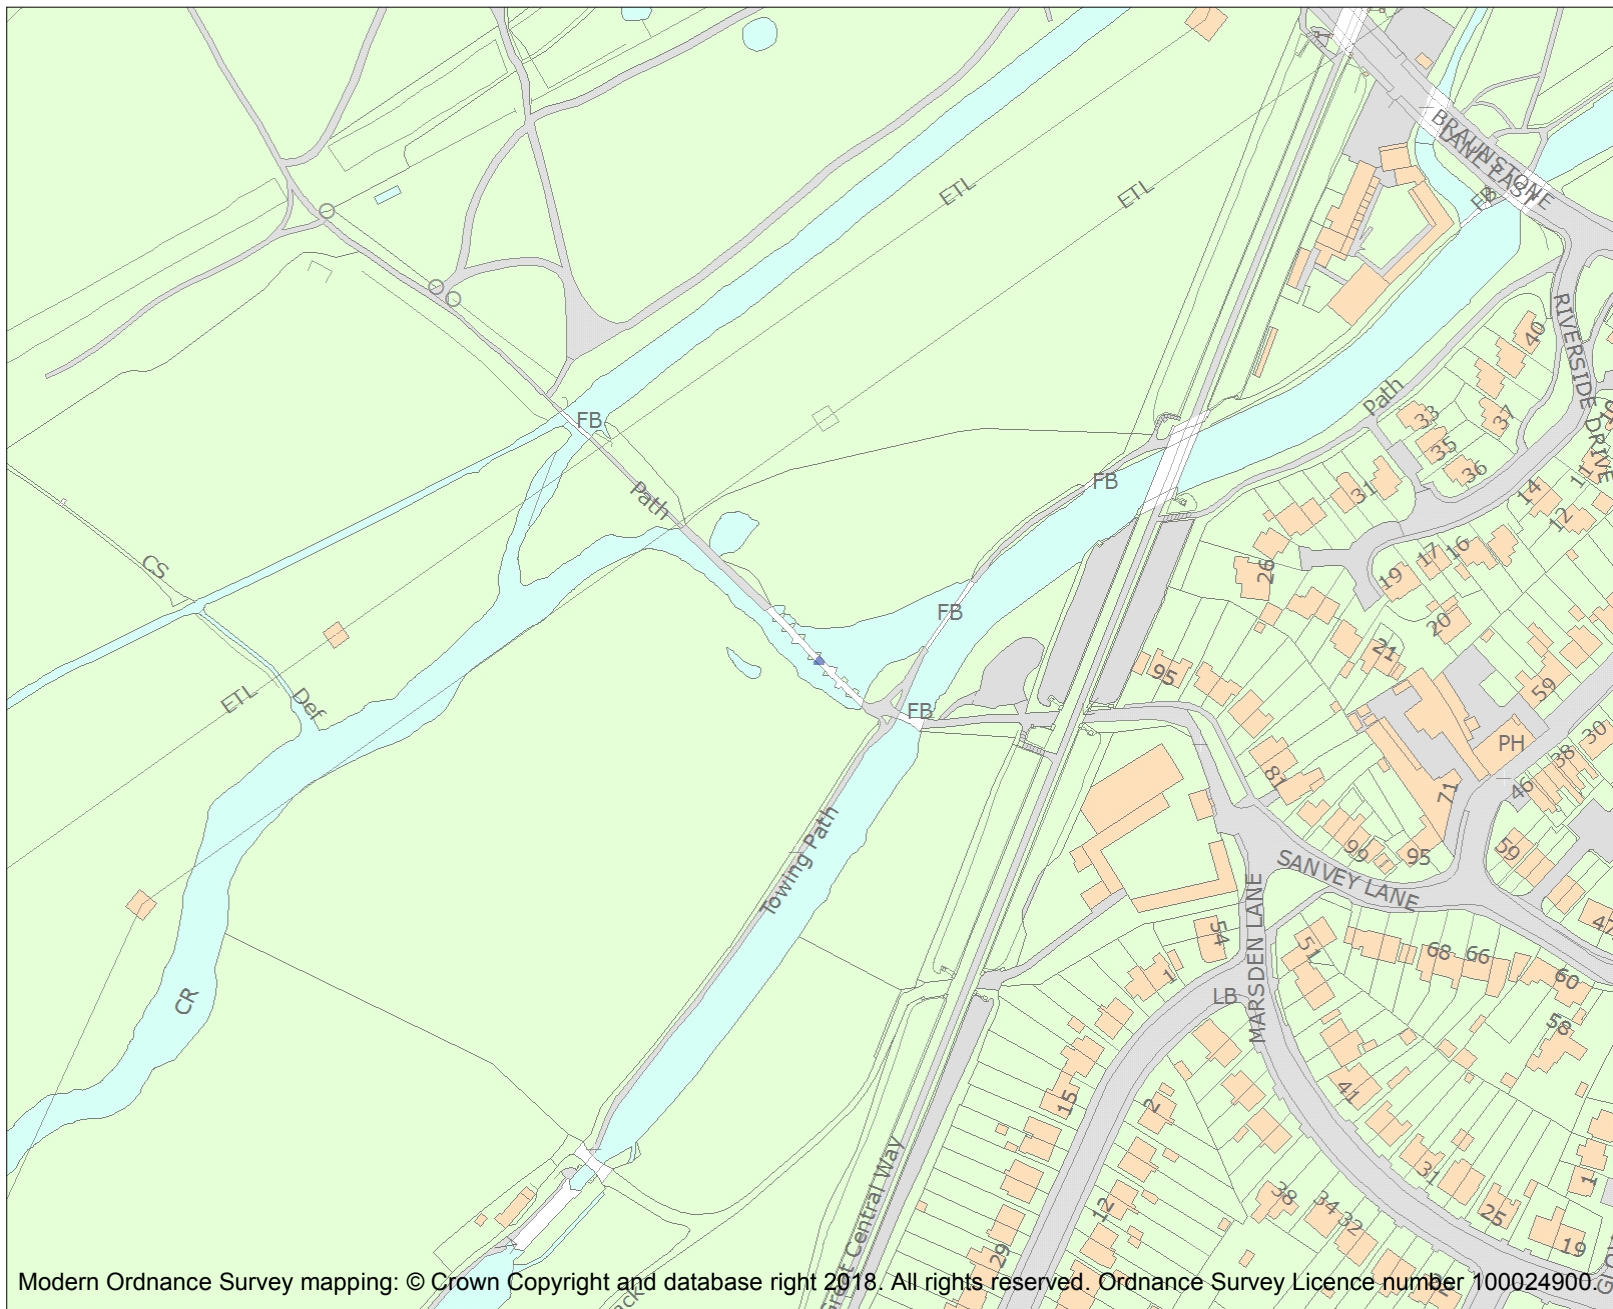 BRAUNSTONE
LANE EAST
FB
ETL
ETL
RIVERSIDE DRIVE
40
Path
33
37
35
36
FB
Path
FB
31
14
11
12
CS
17
16
26
19
FB
20
21
95
59
ETL
Def
FB
PH
30
38
81
46
71
Towing Path
99
95
59
SANVEY LANE
MARSDEN LANE
54
51
47
68
66
60
CR
1
LB
58
15
2
41
Great Central Way
31
1
12
38
34
32
25
29
19
Modern Ordnance Survey mapping: © Crown Copyright and database right 2018. All rights reserved. Ordnance Survey Licence number 100024900.